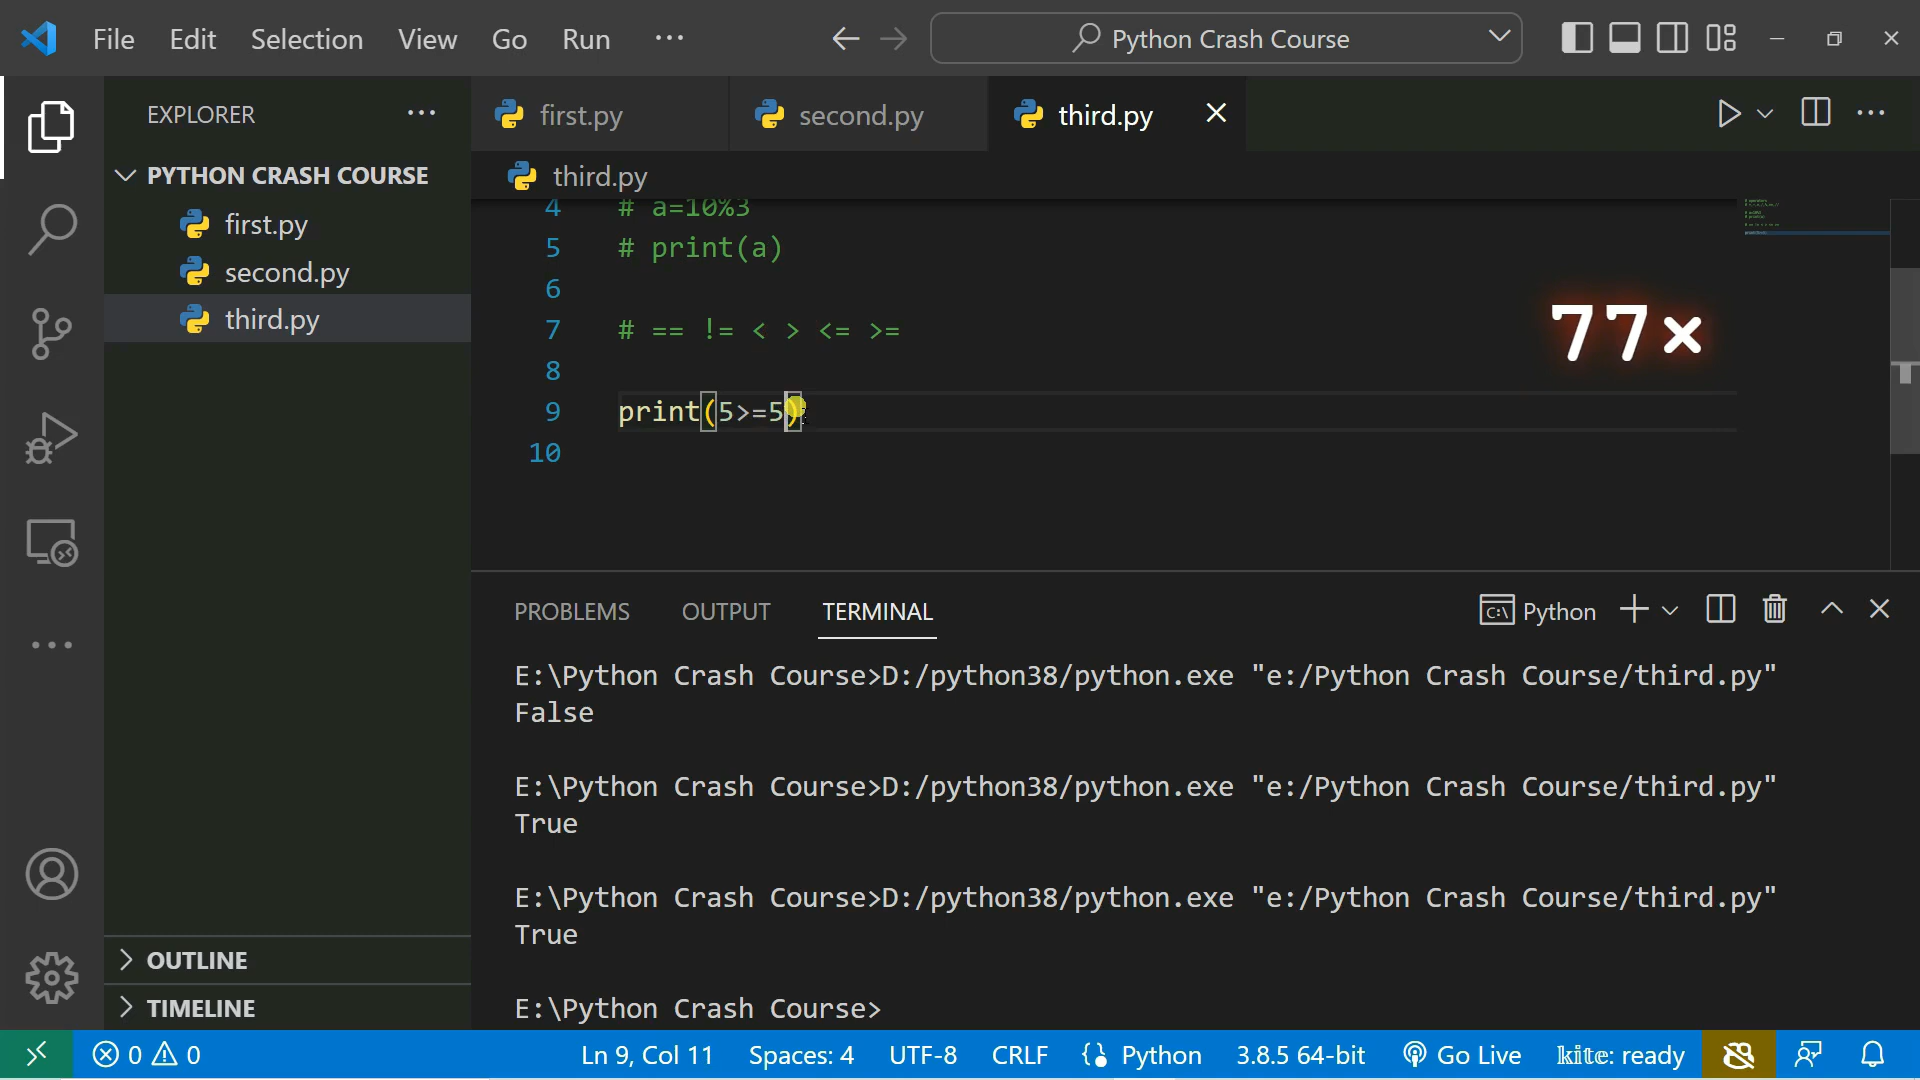 File Edit Selection View Go Run ··· Python Crash Course
EXPLORER ···
first.py second.py third.py
PYTHON CRASH COURSE
third.py
first.py
second.py
third.py
4 # a=10%3
5 # print(a)
6
7 # == != < > <= >=
77×
8
9 print(5>=5)
10
PROBLEMS OUTPUT TERMINAL Python
E:\Python Crash Course>D:/python38/python.exe "e:/Python Crash Course/third.py"
False
E:\Python Crash Course>D:/python38/python.exe "e:/Python Crash Course/third.py"
True
E:\Python Crash Course>D:/python38/python.exe "e:/Python Crash Course/third.py"
True
E:\Python Crash Course>
OUTLINE
TIMELINE
0 0 Ln 9, Col 11 Spaces: 4 UTF-8 CRLF Python 3.8.5 64-bit Go Live kite: ready